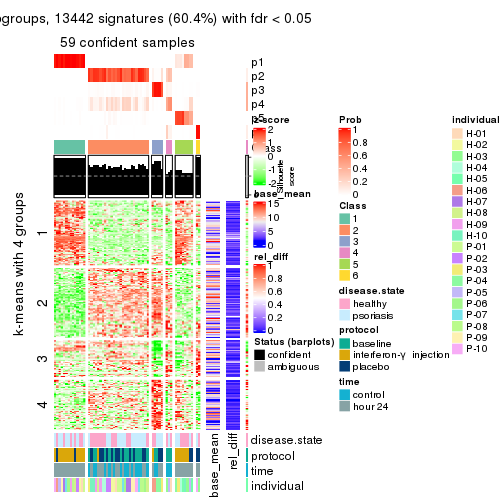 groups, 13442 signatures (60.4%) with fdr < 0.05
59 confident samples
p1
p2
p3
p4
p5
z-score
2
1
0
-1
-2
Silhouette
score
base_mean
15
10
5
0
rel_diff
1
0.8
0.6
0.4
0.2
0
Status (barplots)
confident
ambiguous
Prob
1
0.8
0.6
0.4
0.2
0
Class
1
2
3
4
5
6
disease.state
healthy
psoriasis
protocol
baseline
interferon-γ injection
placebo
time
control
hour 24
individual
H-01
H-02
H-03
H-04
H-05
H-06
H-07
H-08
H-09
H-10
P-01
P-02
P-03
P-04
P-05
P-06
P-07
P-08
P-09
P-10
k-means with 4 groups
1
2
3
4
base_mean
rel_diff
disease.state
protocol
time
individual